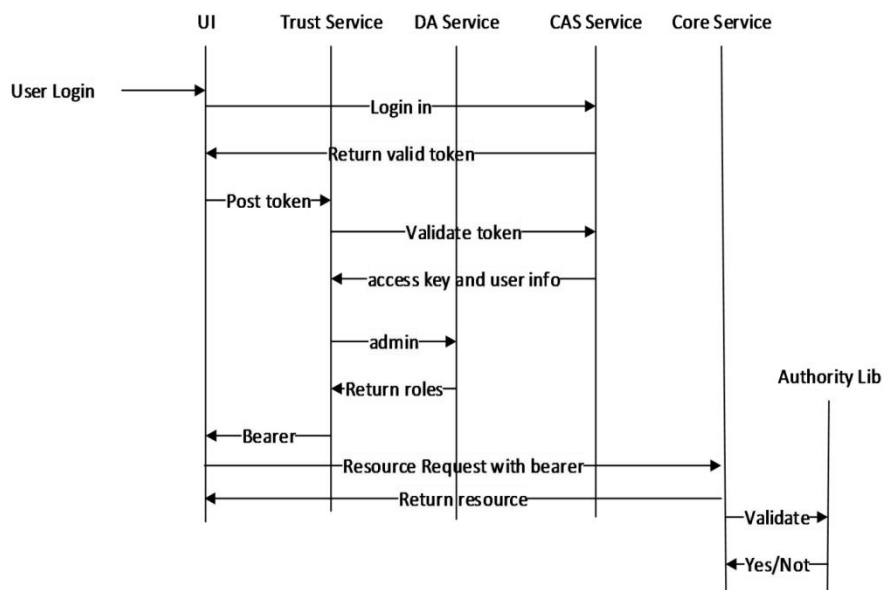 UI
Trust Service
DA Service
CAS Service
Core Service
User Login
Login in
Return valid token
Post token
Validate token
access key and user info
admin
Return roles
Authority Lib
Bearer
Resource Request with bearer
Return resource
Validate
Yes/Not